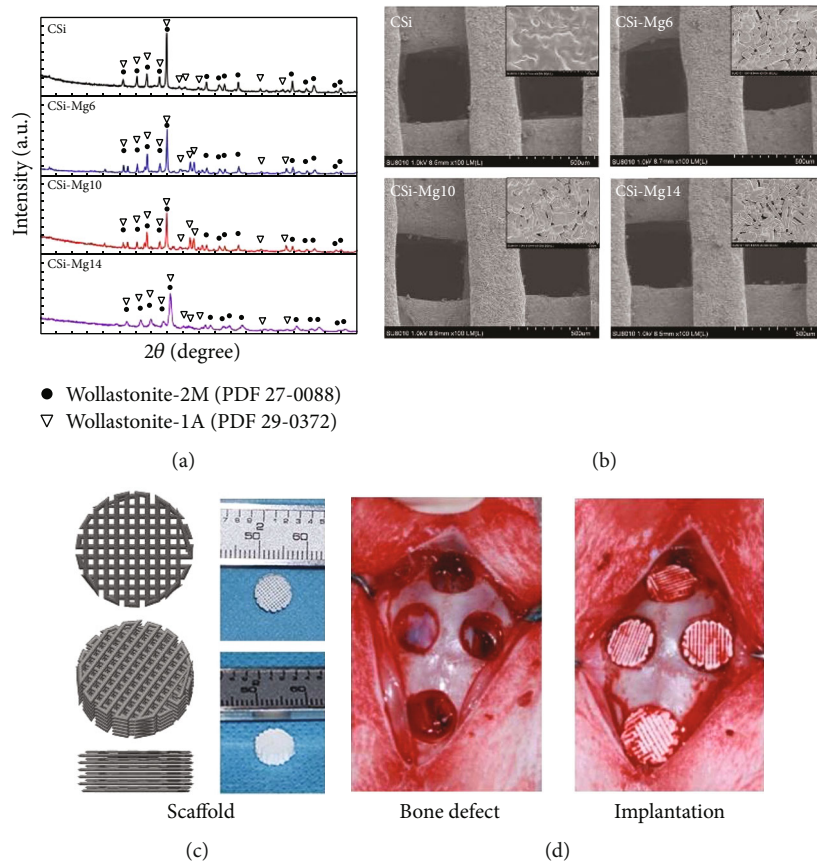 CSi
CSi-Mg6
CSi-Mg10
CSi-Mg14
Intensity (a.u.)
2θ (degree)
● Wollastonite-2M (PDF 27-0088)
▽ Wollastonite-1A (PDF 29-0372)
(a)
CSi
SU8010 1.0kV 8.5mm x100 LM(L)
500um
CSi-Mg6
SU8010 1.0kV 8.7mm x100 LM(L)
500um
CSi-Mg10
SU8010 1.0kV 8.9mm x100 LM(L)
500um
CSi-Mg14
SU8010 1.0kV 8.5mm x100 LM(L)
500um
(b)
Scaffold
(c)
Bone defect
Implantation
(d)